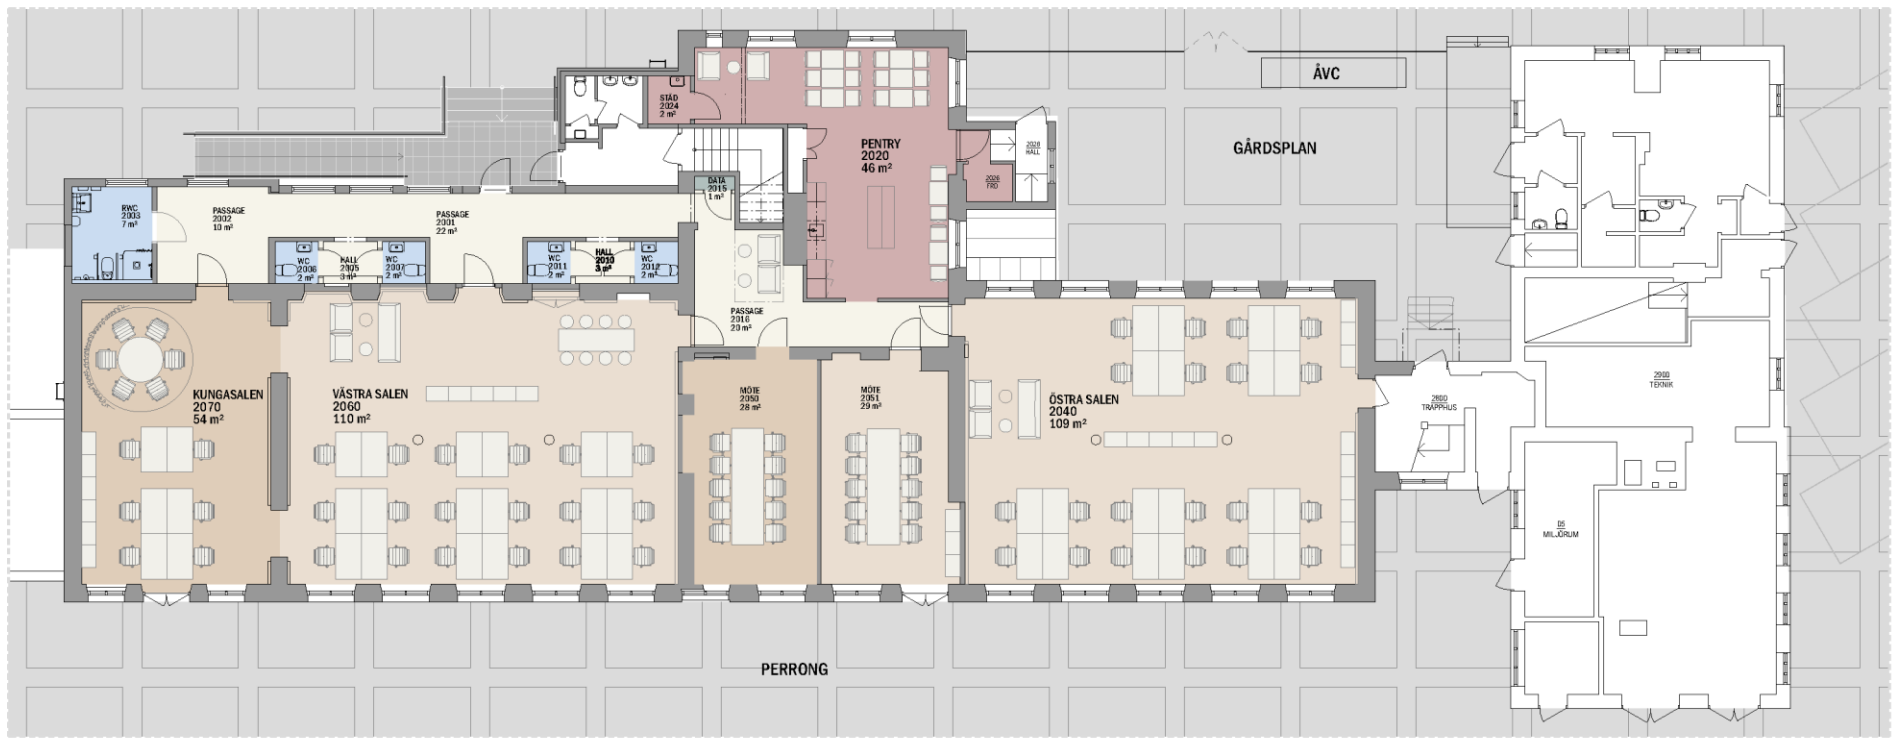 ÅVC
STÄD
2024
2 m²
PENTRY
2020
46 m²
2028
HALL
GÅRDSPLAN
2026
FRD
DATA
2015
1 m²
RWC
2003
7 m²
PASSAGE
2002
10 m²
PASSAGE
2001
22 m²
WC
2006
2 m²
HALL
2005
3 m²
WC
2007
2 m²
WC
2011
2 m²
HALL
2010
3 m²
WC
2012
2 m²
PASSAGE
2016
20 m²
KUNGASALEN
2070
54 m²
VÄSTRA SALEN
2060
110 m²
MÖTE
2050
28 m²
MÖTE
2051
29 m²
ÖSTRA SALEN
2040
109 m²
2800
TRAPPHUS
2900
TEKNIK
05
MILJÖRUM
PERRONG